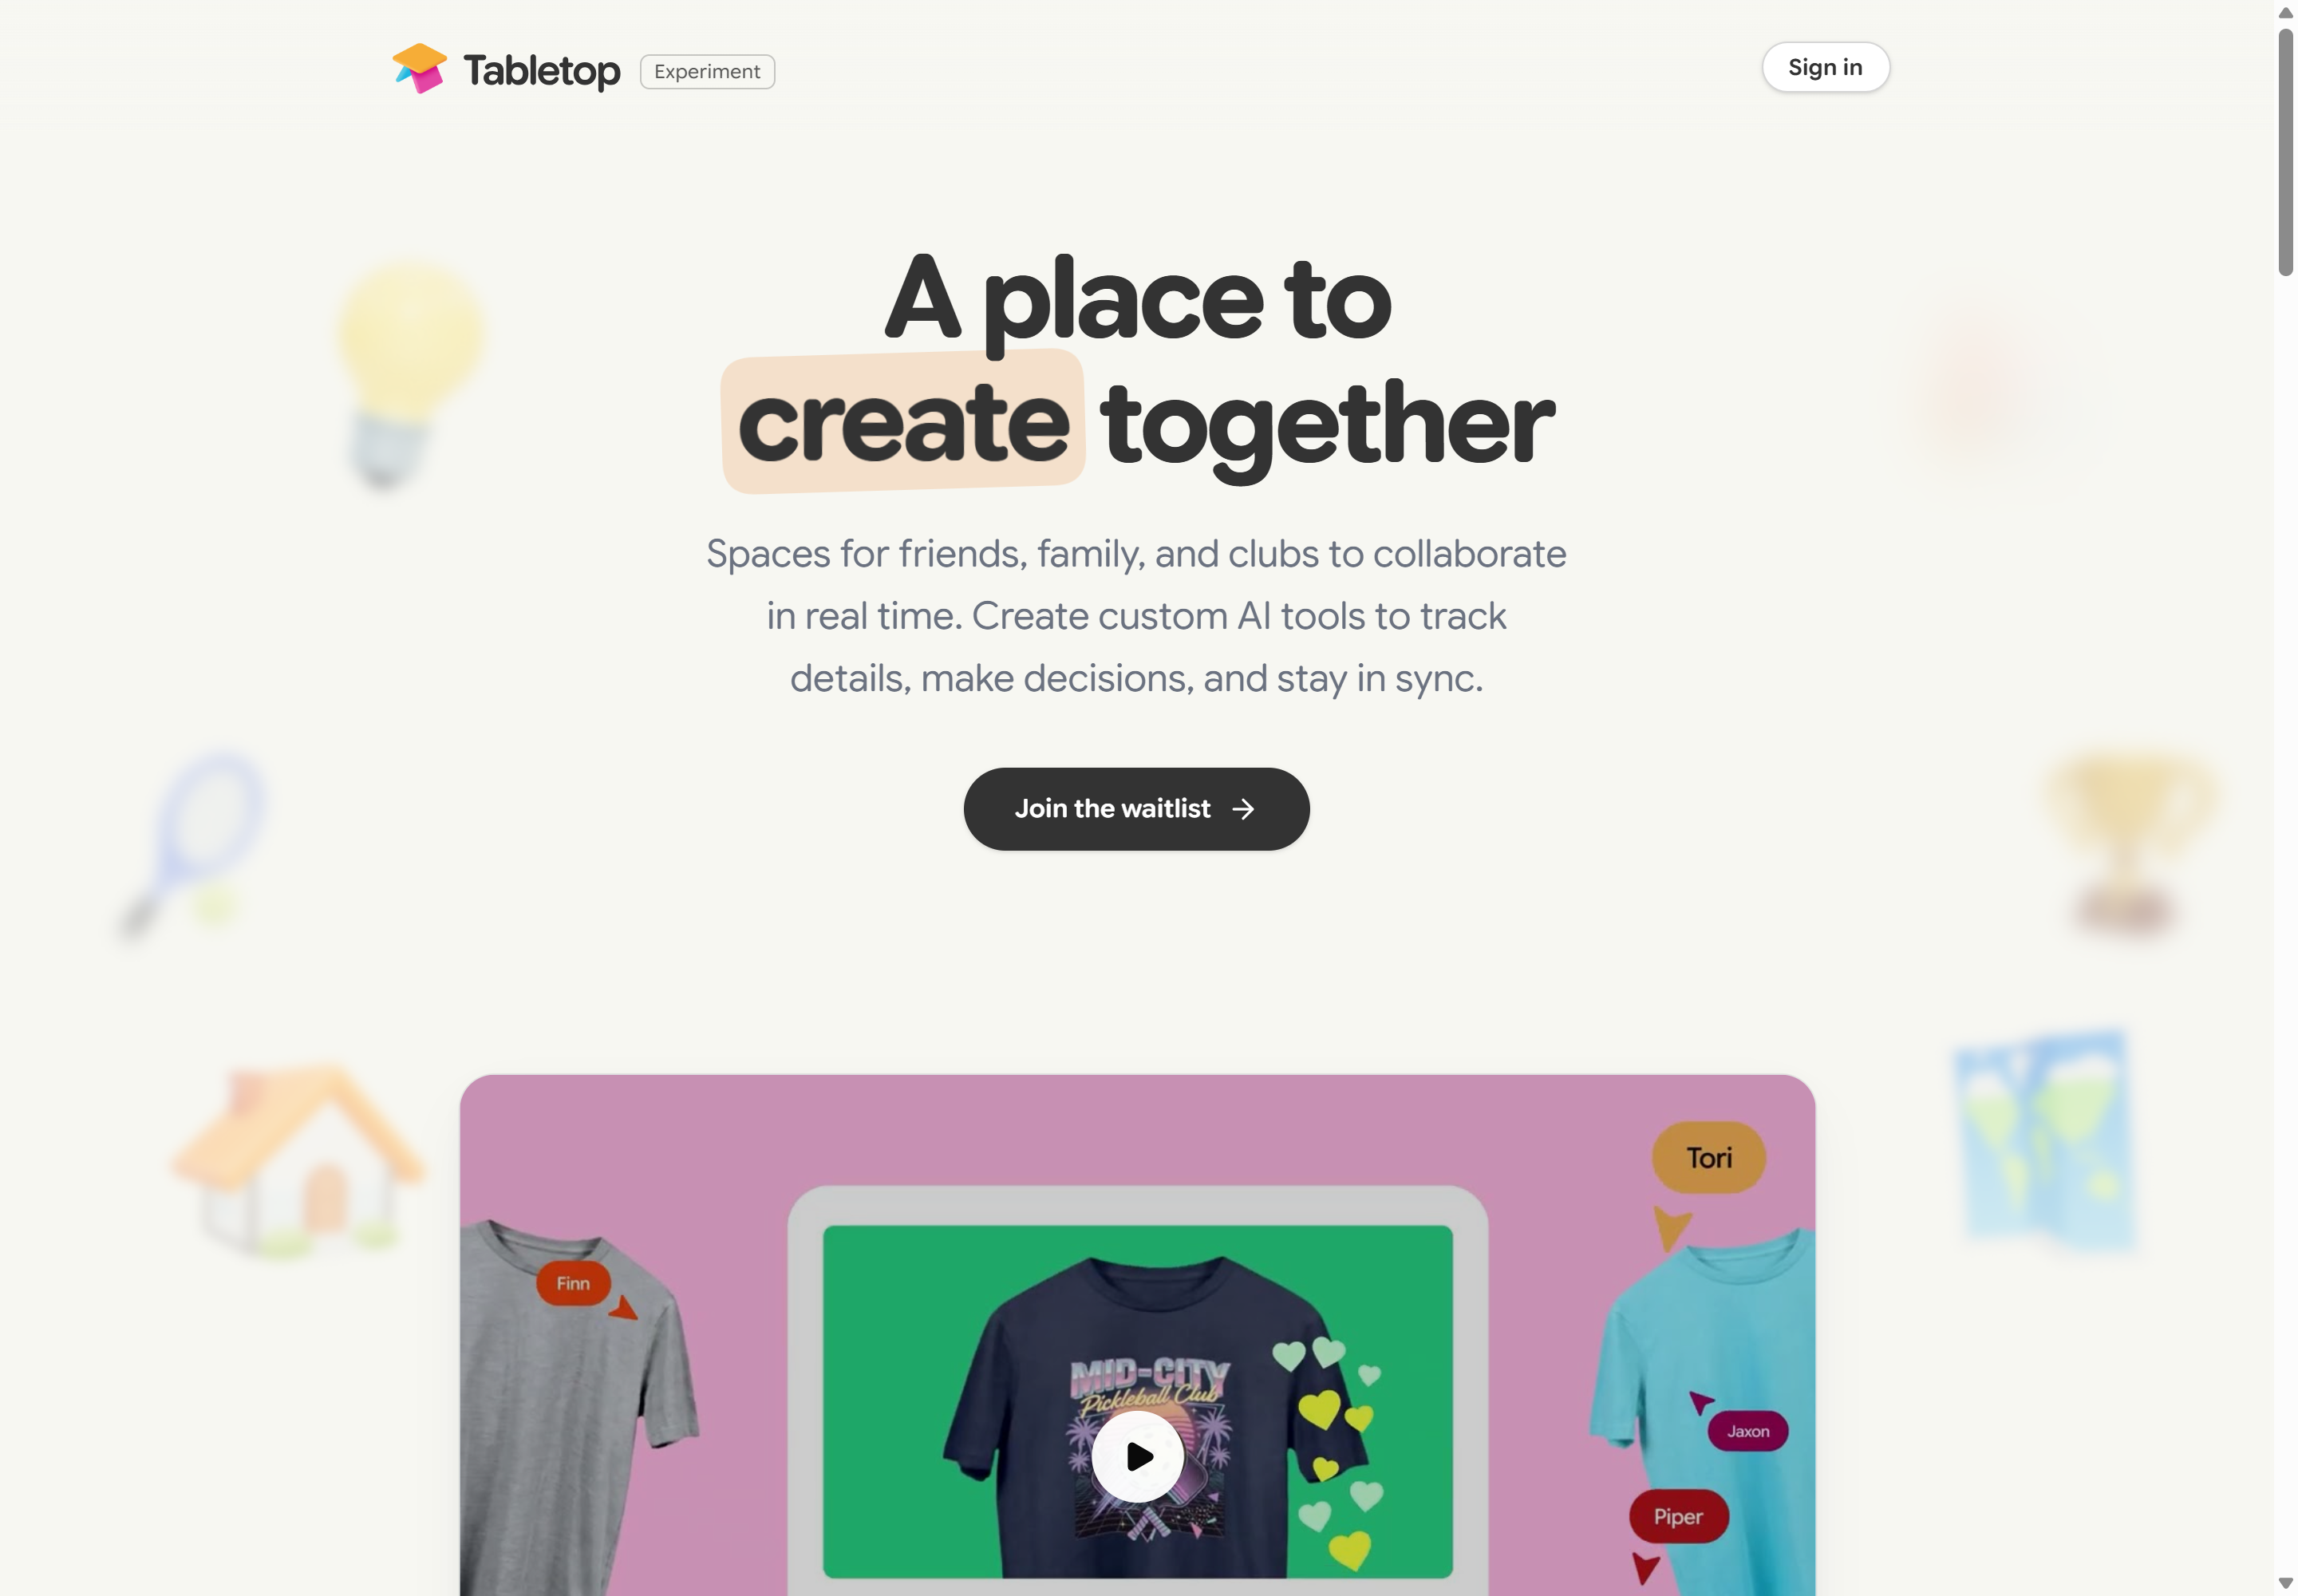 Tabletop
Experiment
Sign in
A place to
create together
Spaces for friends, family, and clubs to collaborate
in real time. Create custom AI tools to track
details, make decisions, and stay in sync.
Join the waitlist
Tori
Finn
MID-CITY
Pickleball Club
Jaxon
Piper